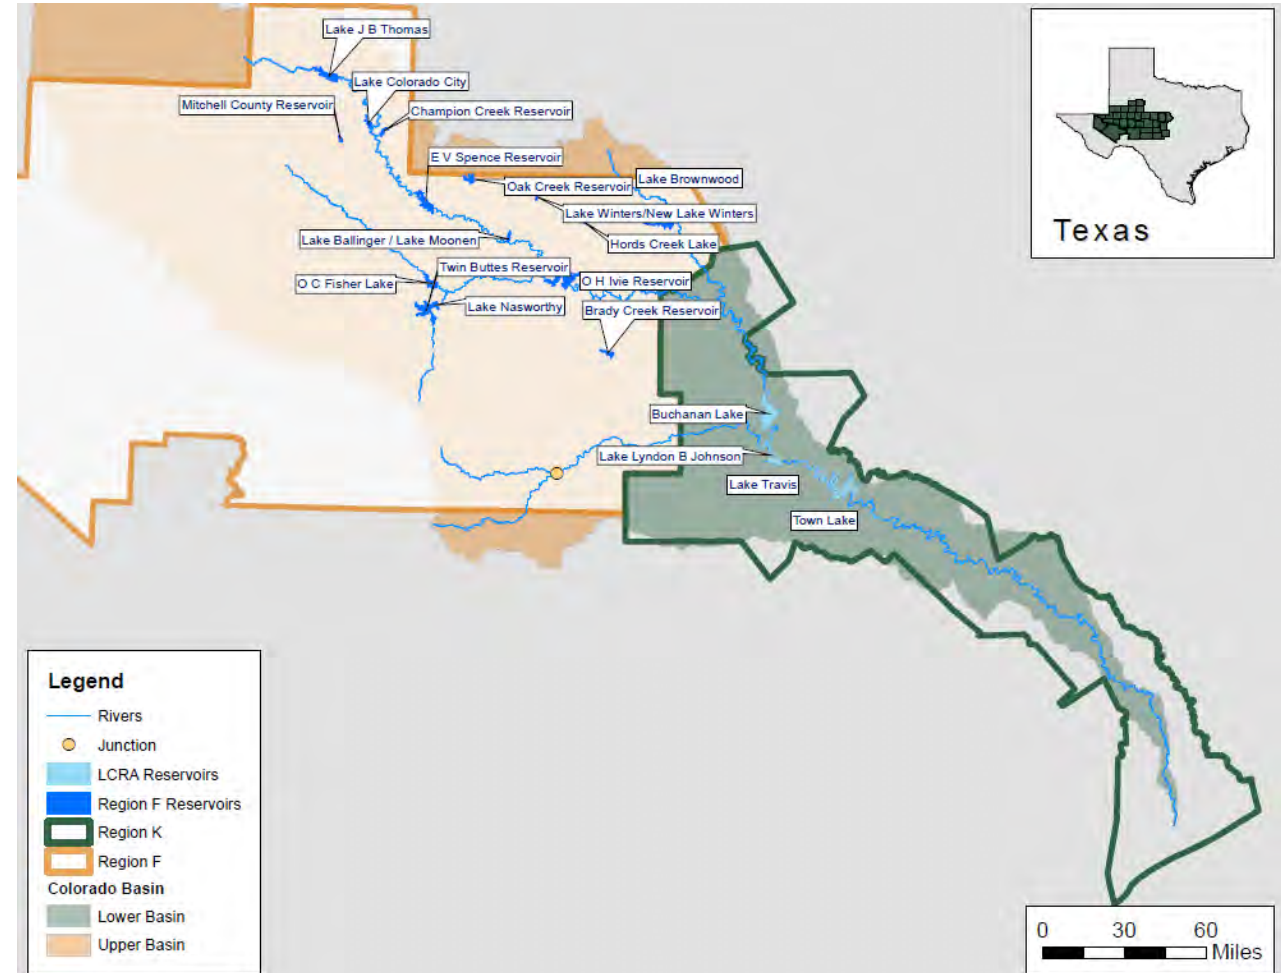 Lake J B Thomas
Lake Colorado City
Mitchell County Reservoir
Champion Creek Reservoir
E V Spence Reservoir
Lake Brownwood
Oak Creek Reservoir
Lake Winters/New Lake Winters
Lake Ballinger / Lake Moonen
Hords Creek Lake
Twin Buttes Reservoir
O C Fisher Lake
O H Ivie Reservoir
Lake Nasworthy
Brady Creek Reservoir
Buchanan Lake
Lake Lyndon B Johnson
Lake Travis
Town Lake
Texas
Legend
Rivers
Junction
LCRA Reservoirs
Region F Reservoirs
Region K
Region F
Colorado Basin
Lower Basin
Upper Basin
0 30 60
Miles